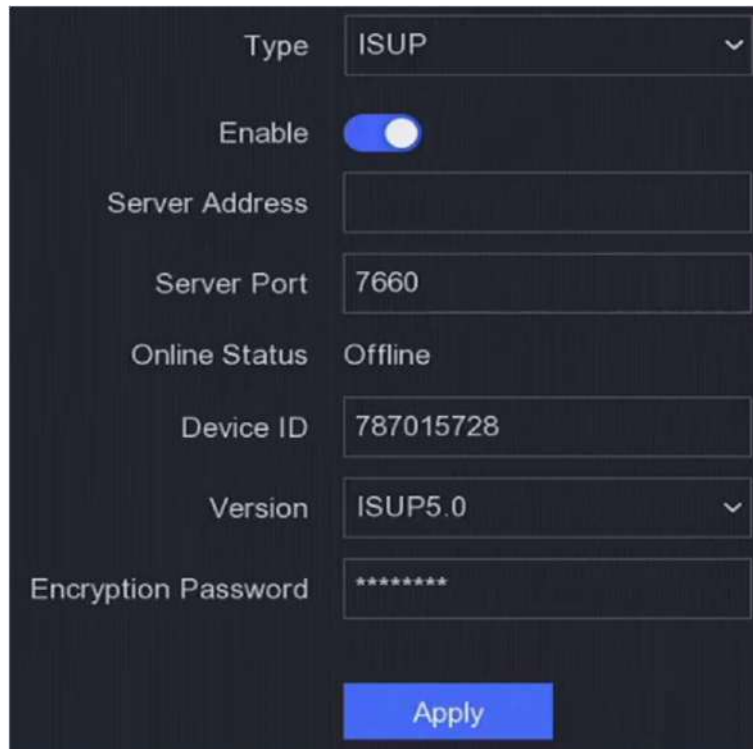 Type ISUP
Enable
Server Address
Server Port 7660
Online Status Offline
Device ID 787015728
Version ISUP5.0
Encryption Password ********
Apply